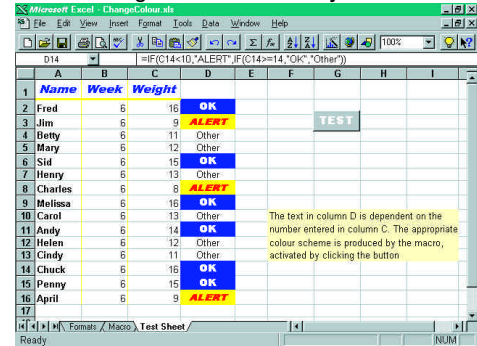 Microsoft Excel - ChangeColour.xls
File Edit View Insert Format Tools Data Window Help
100%
D14 =IF(C14<10,"ALERT",IF(C14>=14,"OK","Other"))
A B C D E F G H I
1 Name Week Weight
2 Fred 6 16 OK
3 Jim 6 9 ALERT TEST
4 Betty 6 11 Other
5 Mary 6 12 Other
6 Sid 6 15 OK
7 Henry 6 13 Other
8 Charles 6 8 ALERT
9 Melissa 6 16 OK
10 Carol 6 13 Other The text in column D is dependent on the
11 Andy 6 14 OK number entered in column C. The appropriate
12 Helen 6 12 Other colour scheme is produced by the macro,
13 Cindy 6 11 Other activated by clicking the button
14 Chuck 6 16 OK
15 Penny 6 15 OK
16 April 6 9 ALERT
17
Formats / Macro / Test Sheet
Ready NUM